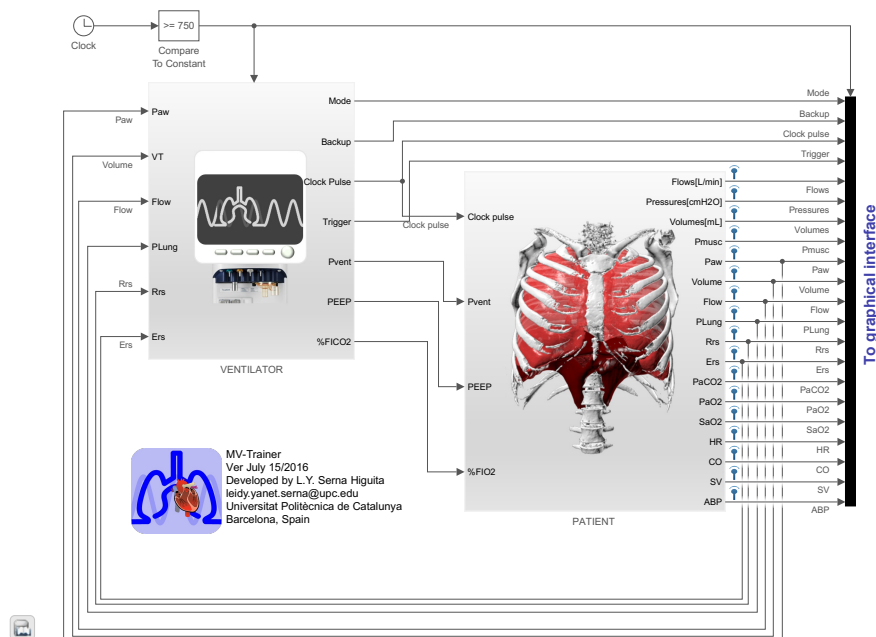 >= 750
Clock
Compare
To Constant
Mode
Backup
Clock pulse
Trigger
Flows
Pressures
Volumes
Pmusc
Paw
Volume
Flow
PLung
Rrs
Ers
PaCO2
PaO2
SaO2
HR
CO
SV
ABP
To graphical interface
Paw
Volume
Flow
Rrs
Ers
Paw
VT
Flow
PLung
Rrs
Ers
Mode
Backup
Clock Pulse
Trigger
Pvent
PEEP
%FICO2
VENTILATOR
Clock pulse
Clock pulse
Pvent
PEEP
%FIO2
Flows[L/min]
Pressures[cmH2O]
Volumes[mL]
Pmusc
Paw
Volume
Flow
PLung
Rrs
Ers
PaCO2
PaO2
SaO2
HR
CO
SV
ABP
PATIENT
MV-Trainer
Ver July 15/2016
Developed by L.Y. Serna Higuita
leidy.yanet.serna@upc.edu
Universitat Politècnica de Catalunya
Barcelona, Spain